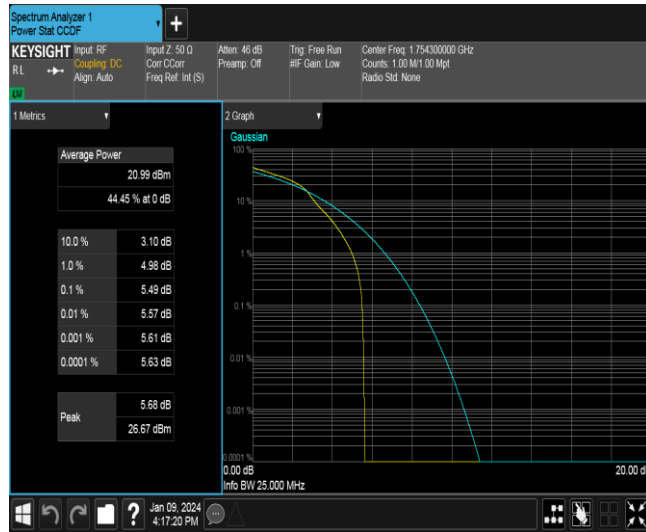 Spectrum Analyzer 1
Power Stat CCDF
+
KEYSIGHT
RL
LXI
Input: RF
Coupling: DC
Align: Auto
Input Z: 50 Ω
Corr CCorr
Freq Ref: Int (S)
Atten: 46 dB
Preamp: Off
Trig: Free Run
#IF Gain: Low
Center Freq: 1.754300000 GHz
Counts: 1.00 M/1.00 Mpt
Radio Std: None
1 Metrics
Average Power
20.99 dBm
44.45 % at 0 dB
10.0 % 3.10 dB
1.0 % 4.98 dB
0.1 % 5.49 dB
0.01 % 5.57 dB
0.001 % 5.61 dB
0.0001 % 5.63 dB
Peak
5.68 dB
26.67 dBm
2 Graph
Gaussian
100 %
10 %
1 %
0.1 %
0.01 %
0.001 %
0.0001 %
0.00 dB
20.00 d
Info BW 25.000 MHz
?
Jan 09, 2024
4:17:20 PM